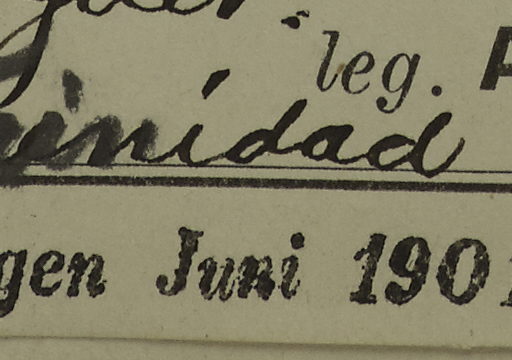 leg.
inidad
gen Juni 190